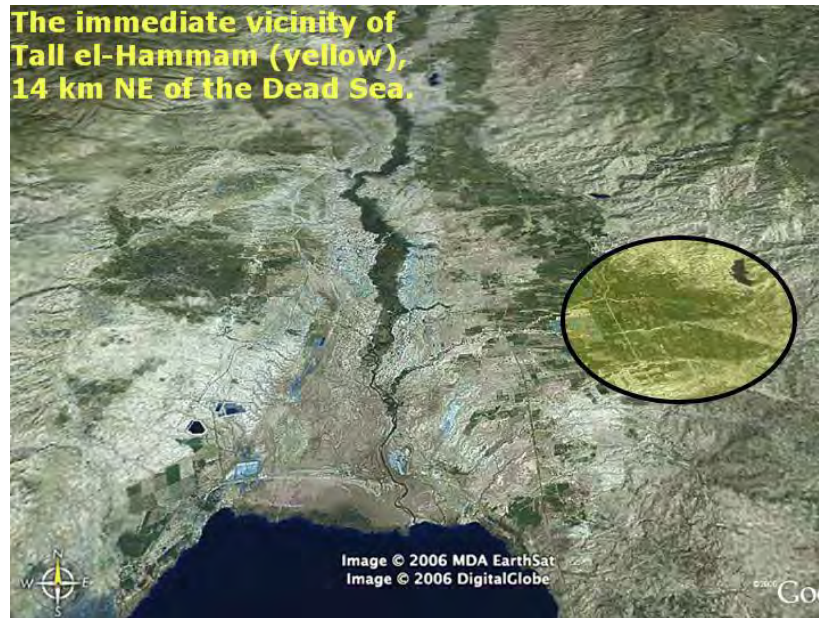 The immediate vicinity of
Tall el-Hammam (yellow),
14 km NE of the Dead Sea.
N
W E
S
Image © 2006 MDA EarthSat
Image © 2006 DigitalGlobe
Goo